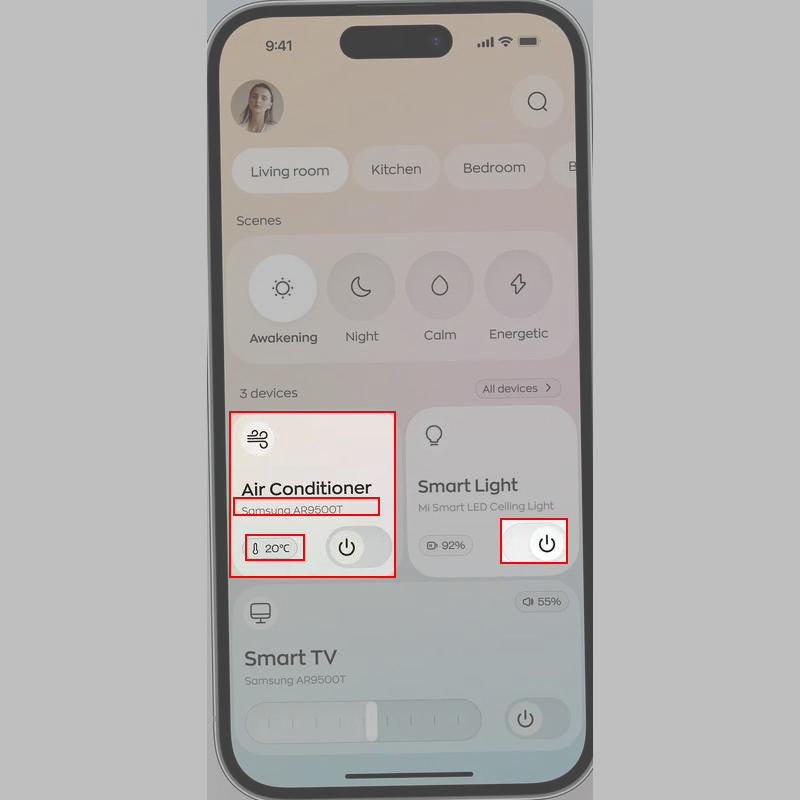 9:41
Living room
Kitchen
Bedroom
B
Scenes
Awakening
Night
Calm
Energetic
3 devices
All devices >
Air Conditioner
Samsung AR9500T
20°C
Smart Light
Mi Smart LED Ceiling Light
92%
55%
Smart TV
Samsung AR9500T